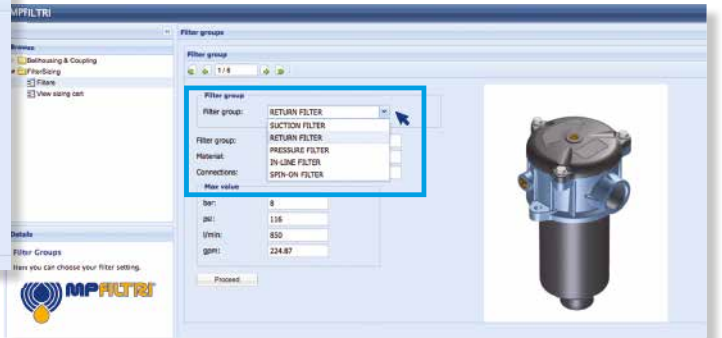 MPFILTRI
Filter groups
Browse
Bellhousing & Coupling
FilterSizing
Filters
View sizing cart
Filter group
1/6
Filter group
Filter group:
RETURN FILTER
SUCTION FILTER
RETURN FILTER
PRESSURE FILTER
IN-LINE FILTER
SPIN-ON FILTER
Filter group:
Material:
Connections:
Max value
bar:
8
psi:
116
l/min:
850
gpm:
224.87
Proceed
Details
Filter Groups
Here you can choose your filter setting.
MPFILTRI